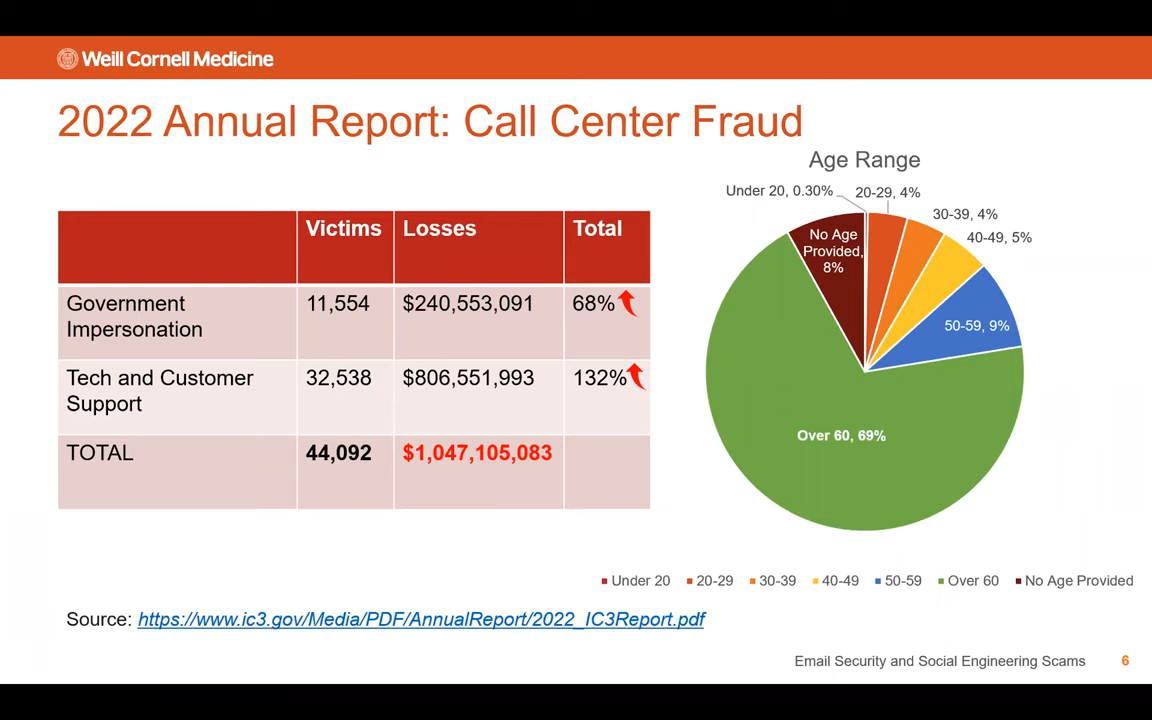 Weill Cornell Medicine
2022 Annual Report: Call Center Fraud
Victims Losses Total
Government
Impersonation
11,554 $240,553,091 68%
Tech and Customer
Support
32,538 $806,551,993 132%
TOTAL 44,092 $1,047,105,083
Age Range
Under 20, 0.30%
20-29, 4%
30-39, 4%
40-49, 5%
50-59, 9%
Over 60, 69%
No Age
Provided,
8%
Under 20 20-29 30-39 40-49 50-59 Over 60 No Age Provided
Source: https://www.ic3.gov/Media/PDF/AnnualReport/2022_IC3Report.pdf
Email Security and Social Engineering Scams 6